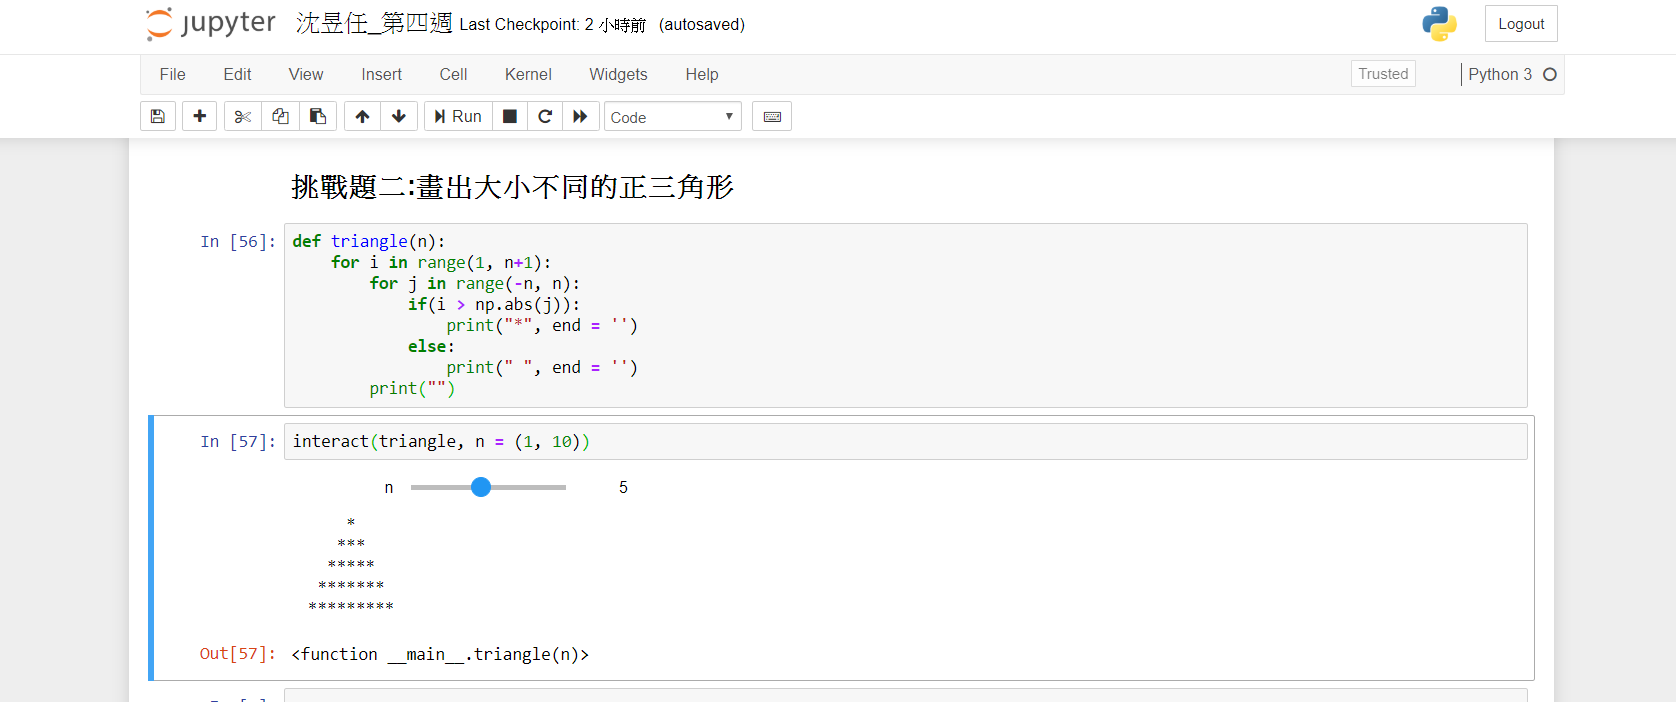 jupyter 沈昱任_第四週 Last Checkpoint: 2 小時前 (autosaved) Logout
File Edit View Insert Cell Kernel Widgets Help Trusted Python 3
Run Code
挑戰題二:畫出大小不同的正三角形
In [56]: def triangle(n):
    for i in range(1, n+1):
        for j in range(-n, n):
            if(i > np.abs(j)):
                print("*", end = '')
            else:
                print(" ", end = '')
        print("")
In [57]: interact(triangle, n = (1, 10))
n 5
     *
    ***
   *****
  *******
 *********
Out[57]: <function __main__.triangle(n)>